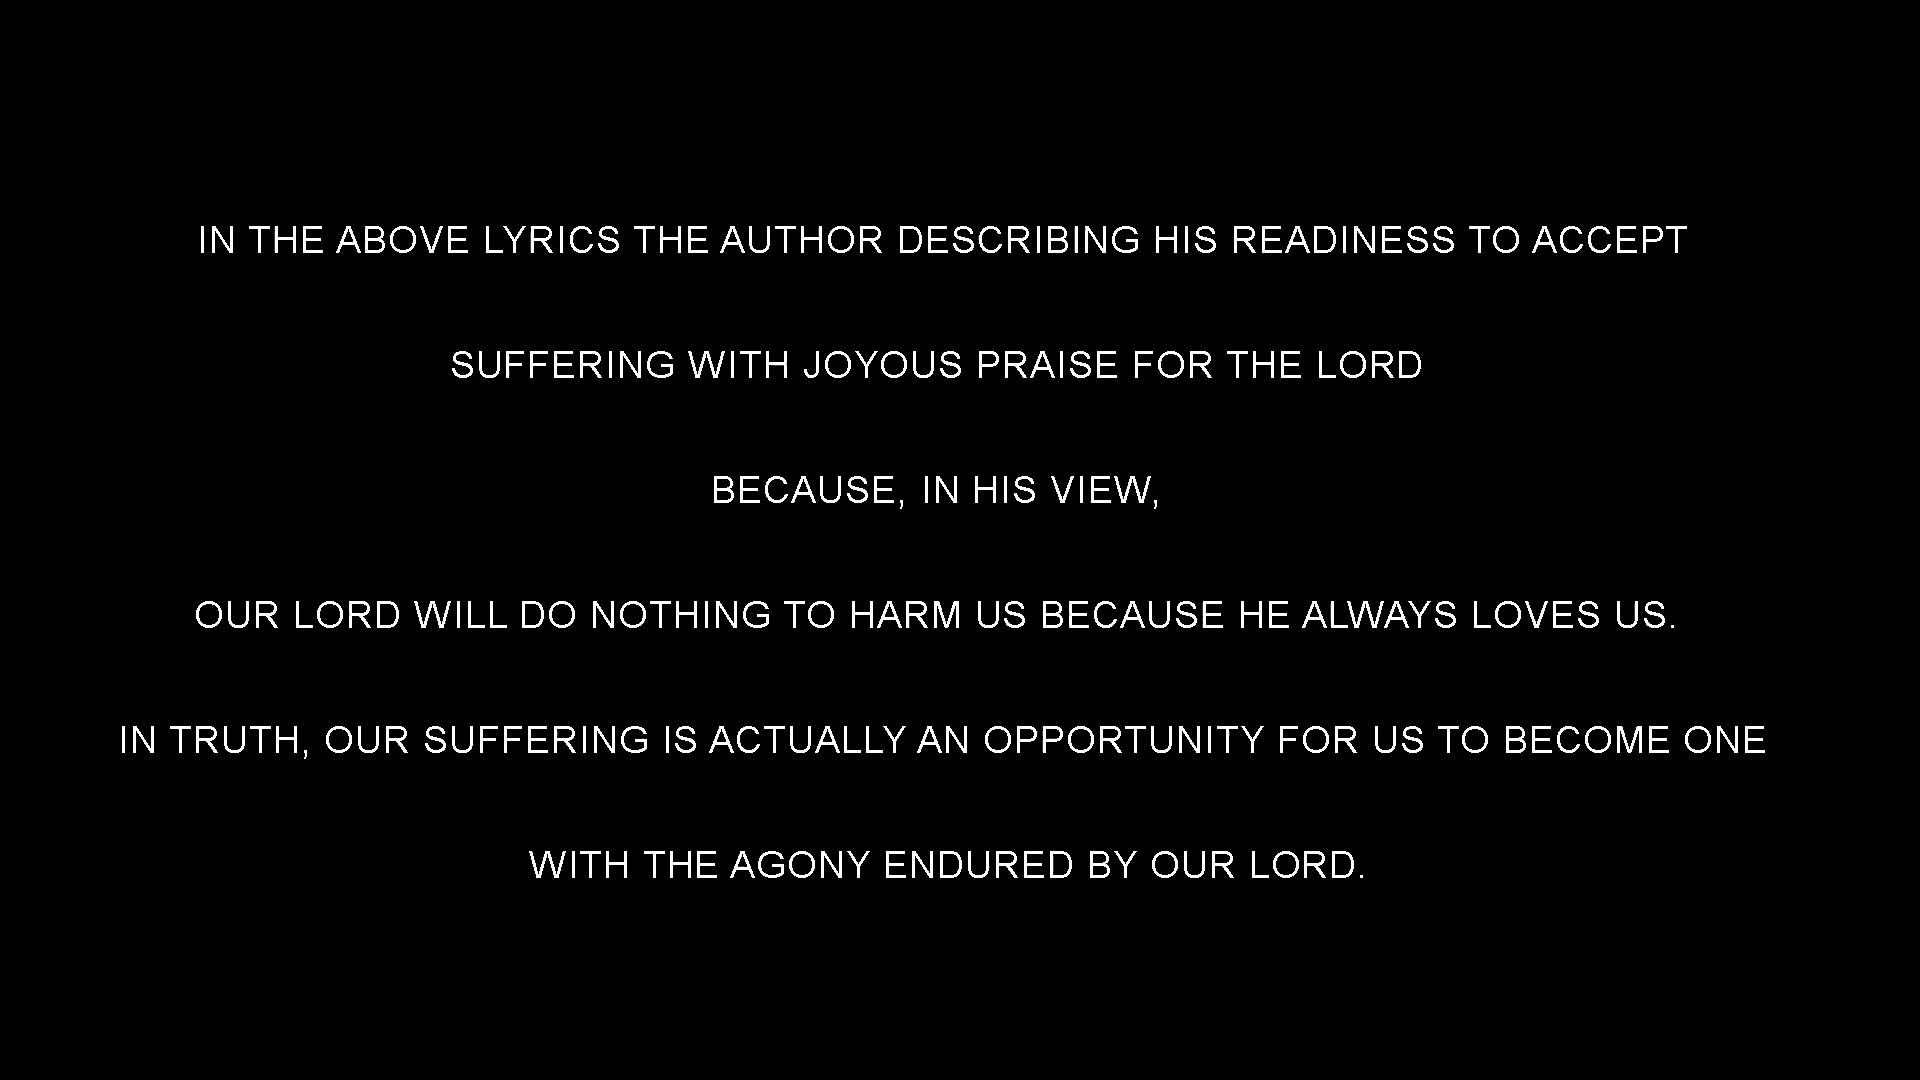 IN THE ABOVE LYRICS THE AUTHOR DESCRIBING HIS READINESS TO ACCEPT
SUFFERING WITH JOYOUS PRAISE FOR THE LORD
BECAUSE, IN HIS VIEW,
OUR LORD WILL DO NOTHING TO HARM US BECAUSE HE ALWAYS LOVES US.
IN TRUTH, OUR SUFFERING IS ACTUALLY AN OPPORTUNITY FOR US TO BECOME ONE
WITH THE AGONY ENDURED BY OUR LORD.